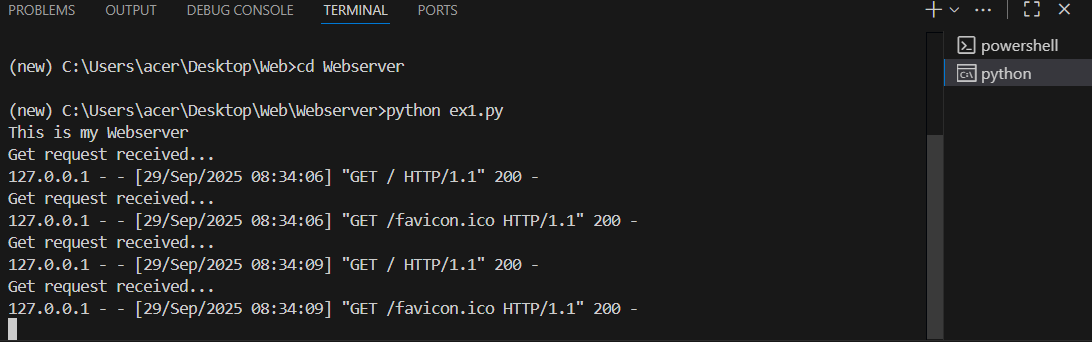 PROBLEMS OUTPUT DEBUG CONSOLE TERMINAL PORTS
powershell
python
(new) C:\Users\acer\Desktop\Web>cd Webserver
(new) C:\Users\acer\Desktop\Web\Webserver>python ex1.py
This is my Webserver
Get request received...
127.0.0.1 - - [29/Sep/2025 08:34:06] "GET / HTTP/1.1" 200 -
Get request received...
127.0.0.1 - - [29/Sep/2025 08:34:06] "GET /favicon.ico HTTP/1.1" 200 -
Get request received...
127.0.0.1 - - [29/Sep/2025 08:34:09] "GET / HTTP/1.1" 200 -
Get request received...
127.0.0.1 - - [29/Sep/2025 08:34:09] "GET /favicon.ico HTTP/1.1" 200 -